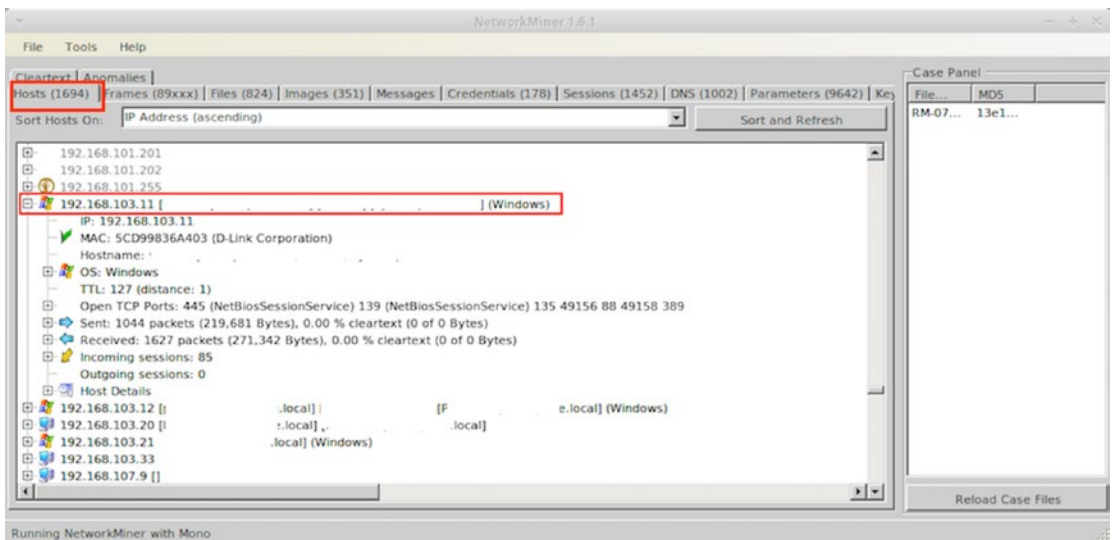 NetworkMiner 1.6.1
File Tools Help
Cleartext Anomalies
Hosts (1694) Frames (89xxx) Files (824) Images (351) Messages Credentials (178) Sessions (1452) DNS (1002) Parameters (9642) Key
Sort Hosts On: IP Address (ascending) Sort and Refresh
192.168.101.201
192.168.101.202
192.168.101.255
192.168.103.11 [ ] (Windows)
IP: 192.168.103.11
MAC: 5CD99836A403 (D-Link Corporation)
Hostname:
OS: Windows
TTL: 127 (distance: 1)
Open TCP Ports: 445 (NetBiosSessionService) 139 (NetBiosSessionService) 135 49156 88 49158 389
Sent: 1044 packets (219,681 Bytes), 0.00 % cleartext (0 of 0 Bytes)
Received: 1627 packets (271,342 Bytes), 0.00 % cleartext (0 of 0 Bytes)
Incoming sessions: 85
Outgoing sessions: 0
Host Details
192.168.103.12 [ .local] [ e.local] (Windows)
192.168.103.20 [ .local] .local]
192.168.103.21 .local] (Windows)
192.168.103.33
192.168.107.9 []
Case Panel
File... MD5
RM-07... 13e1...
Reload Case Files
Running NetworkMiner with Mono